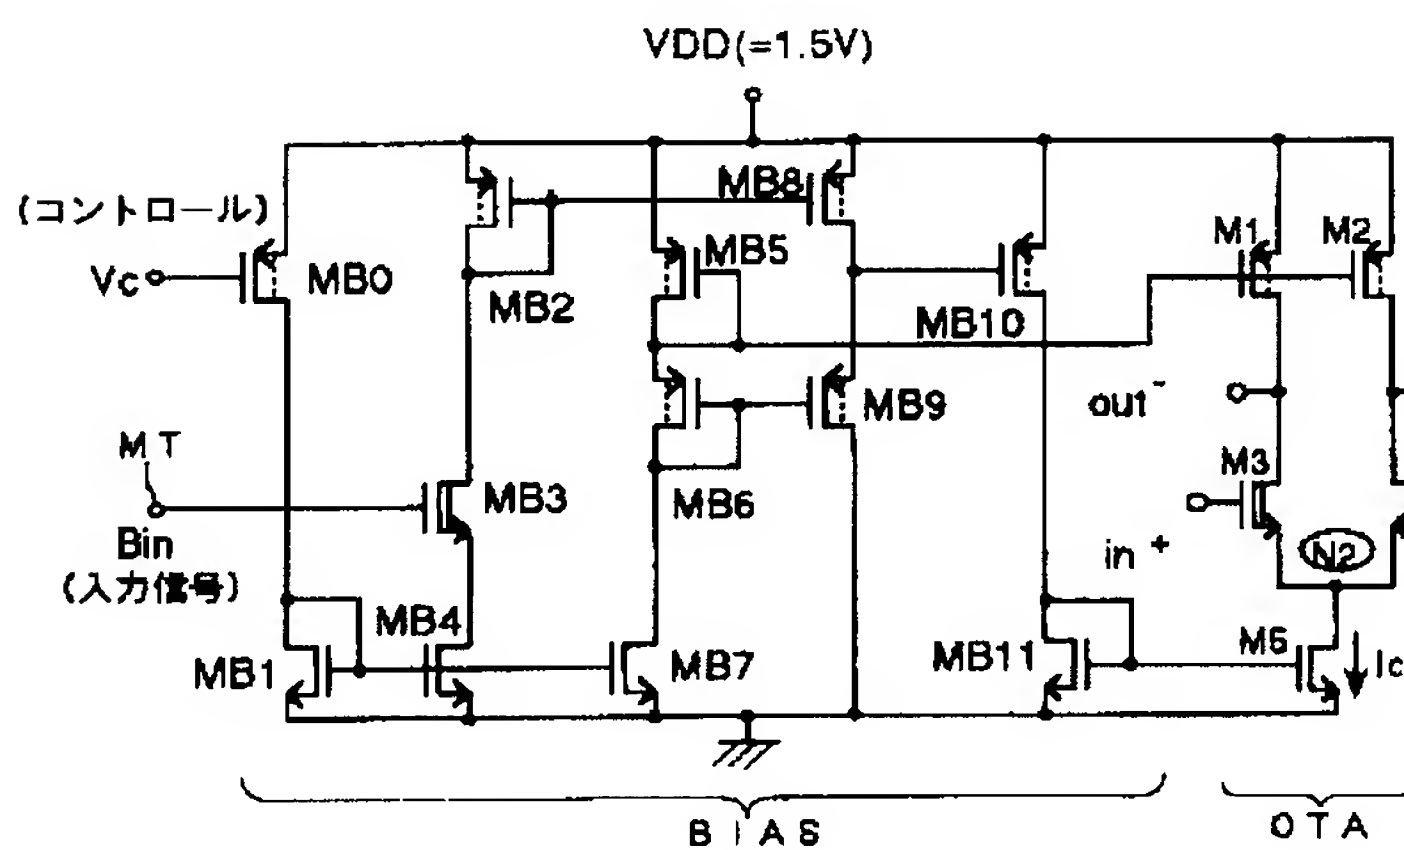 VDD(=1.5V)
(コントロール)
Vc
MB0
MB2
MB8
MB5
M1
M2
MB10
MB9
out-
MT
MB3
MB6
M3
Bin
(入力信号)
in+
N2
MB4
MB1
MB7
MB11
M5
Ic
BIAS
OTA